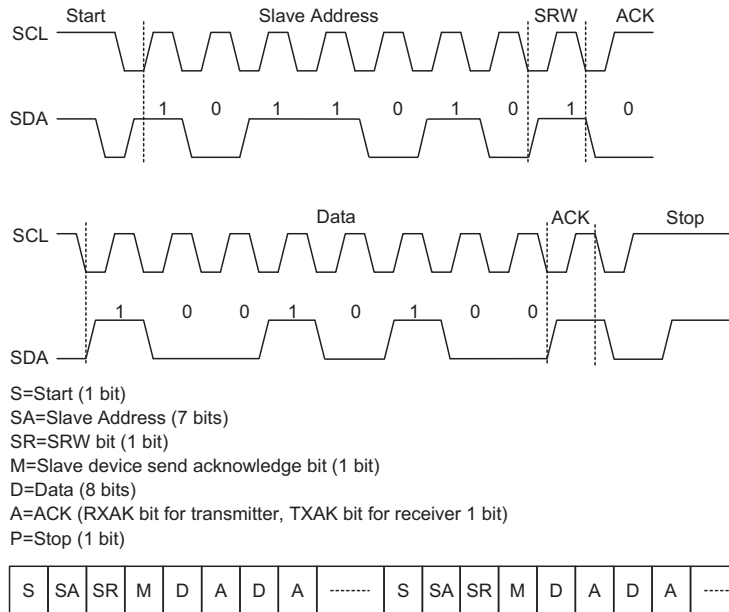 Start Slave Address SRW ACK
SCL
1 0 1 1 0 1 0 1 0
SDA
Data ACK Stop
SCL
1 0 0 1 0 1 0 0
SDA
S=Start (1 bit)
SA=Slave Address (7 bits)
SR=SRW bit (1 bit)
M=Slave device send acknowledge bit (1 bit)
D=Data (8 bits)
A=ACK (RXAK bit for transmitter, TXAK bit for receiver 1 bit)
P=Stop (1 bit)
S SA SR M D A D A ------- S SA SR M D A D A -----